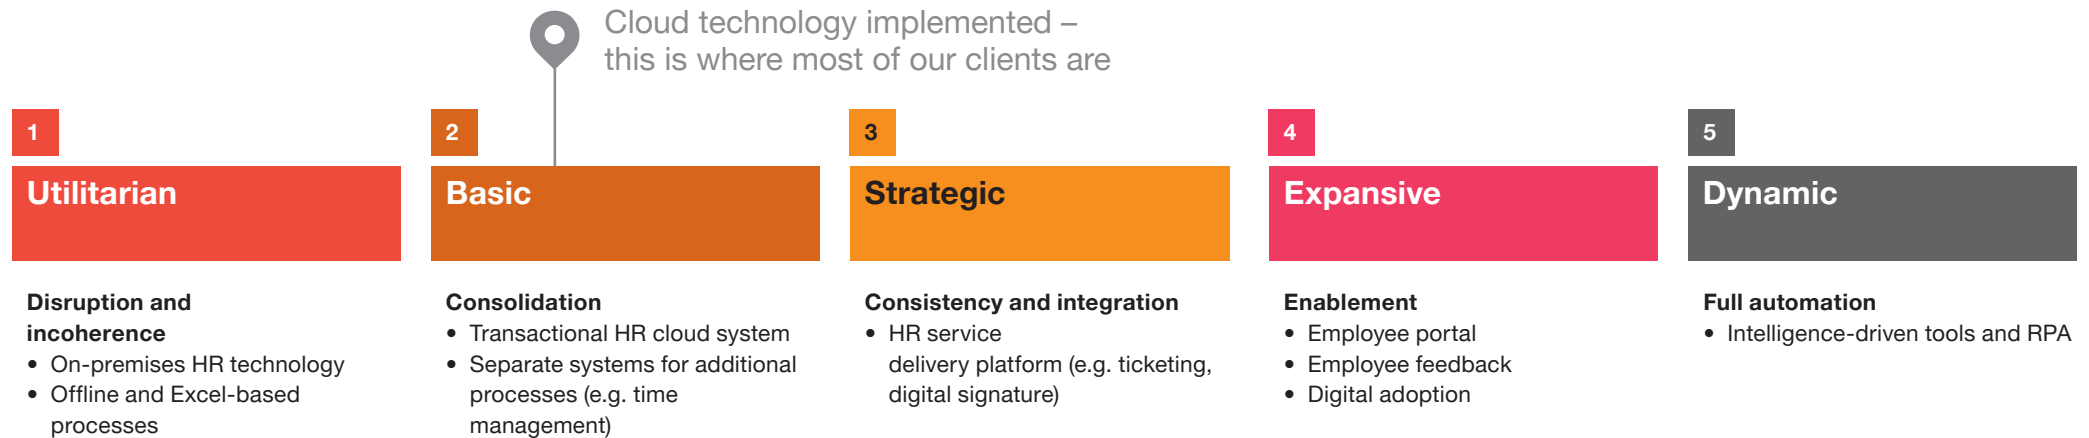 Cloud technology implemented –
this is where most of our clients are
1
Utilitarian
Disruption and
incoherence
• On-premises HR technology
• Offline and Excel-based
processes
2
Basic
Consolidation
• Transactional HR cloud system
• Separate systems for additional
processes (e.g. time
management)
3
Strategic
Consistency and integration
• HR service
delivery platform (e.g. ticketing,
digital signature)
4
Expansive
Enablement
• Employee portal
• Employee feedback
• Digital adoption
5
Dynamic
Full automation
• Intelligence-driven tools and RPA